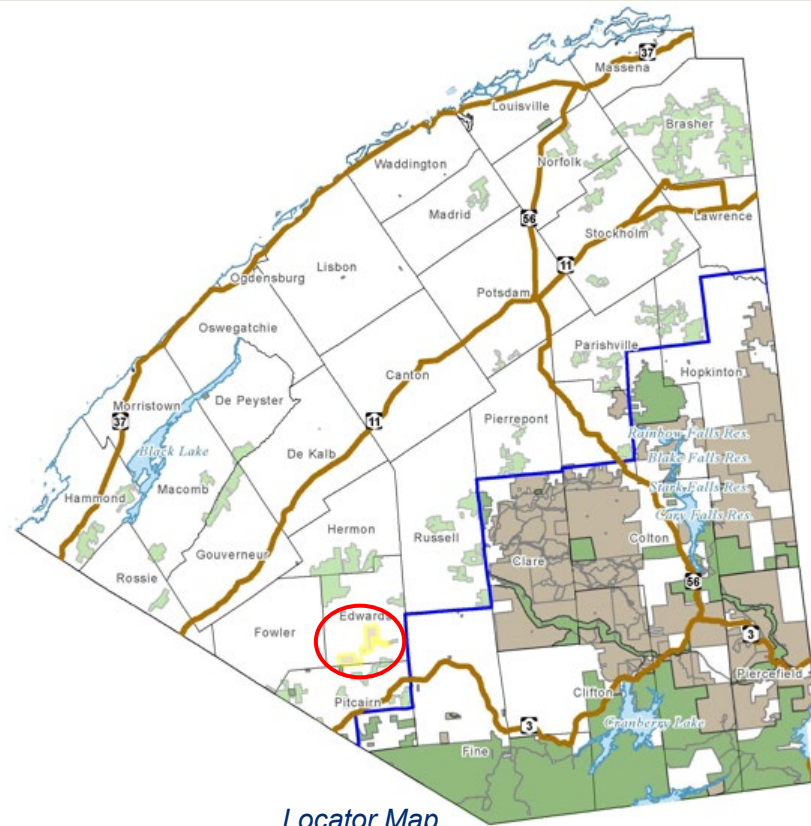 37
Massena
Louisville
Brasher
Waddington
Norfolk
Madrid
56
Lawrence
Stockholm
11
Lisbon
Ogdensburg
Potsdam
Oswegatchie
Parishville
Hopkinton
Canton
De Peyster
Morristown
37
11
Pierrepont
Rainbow Falls Res.
Black Lake
De Kalb
Blake Falls Res.
Macomb
Stark Falls Res.
Hammond
Hermon
Russell
Cary Falls Res.
Colton
Gouverneur
Clare
Rossie
56
Edwards
Fowler
3
Piercefield
Clifton
Pitcairn
Cranberry Lake
3
Fine
Locator Map